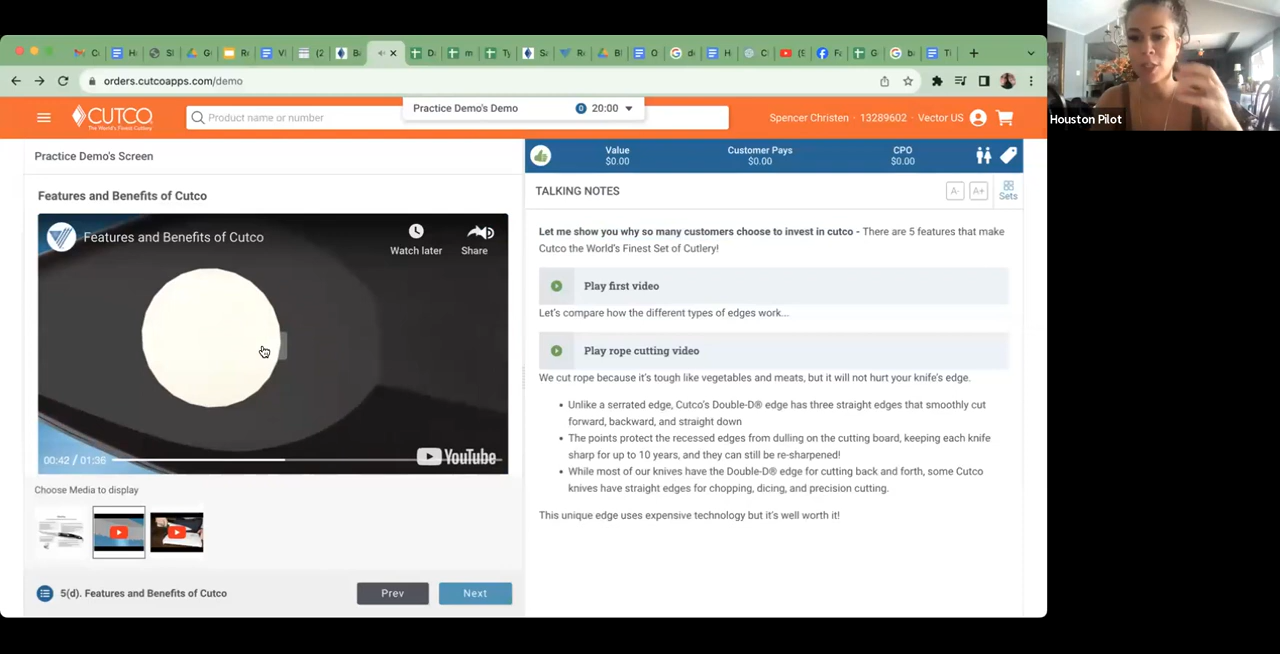 orders.cutcoapps.com/demo
CUTCO
The World's Finest Cutlery
Product name or number
Practice Demo's Demo
0 20:00
Spencer Christen · 13289602 · Vector US
Houston Pilot
Practice Demo's Screen
Features and Benefits of Cutco
Features and Benefits of Cutco
Watch later
Share
00:42 / 01:36
YouTube
Choose Media to display
5(d). Features and Benefits of Cutco
Prev
Next
Value
$0.00
Customer Pays
$0.00
CPO
$0.00
TALKING NOTES
A-
A+
Sets
Let me show you why so many customers choose to invest in cutco - There are 5 features that make
Cutco the World's Finest Set of Cutlery!
Play first video
Let's compare how the different types of edges work...
Play rope cutting video
We cut rope because it's tough like vegetables and meats, but it will not hurt your knife's edge.
Unlike a serrated edge, Cutco's Double-D® edge has three straight edges that smoothly cut
forward, backward, and straight down
The points protect the recessed edges from dulling on the cutting board, keeping each knife
sharp for up to 10 years, and they can still be re-sharpened!
While most of our knives have the Double-D® edge for cutting back and forth, some Cutco
knives have straight edges for chopping, dicing, and precision cutting.
This unique edge uses expensive technology but it's well worth it!